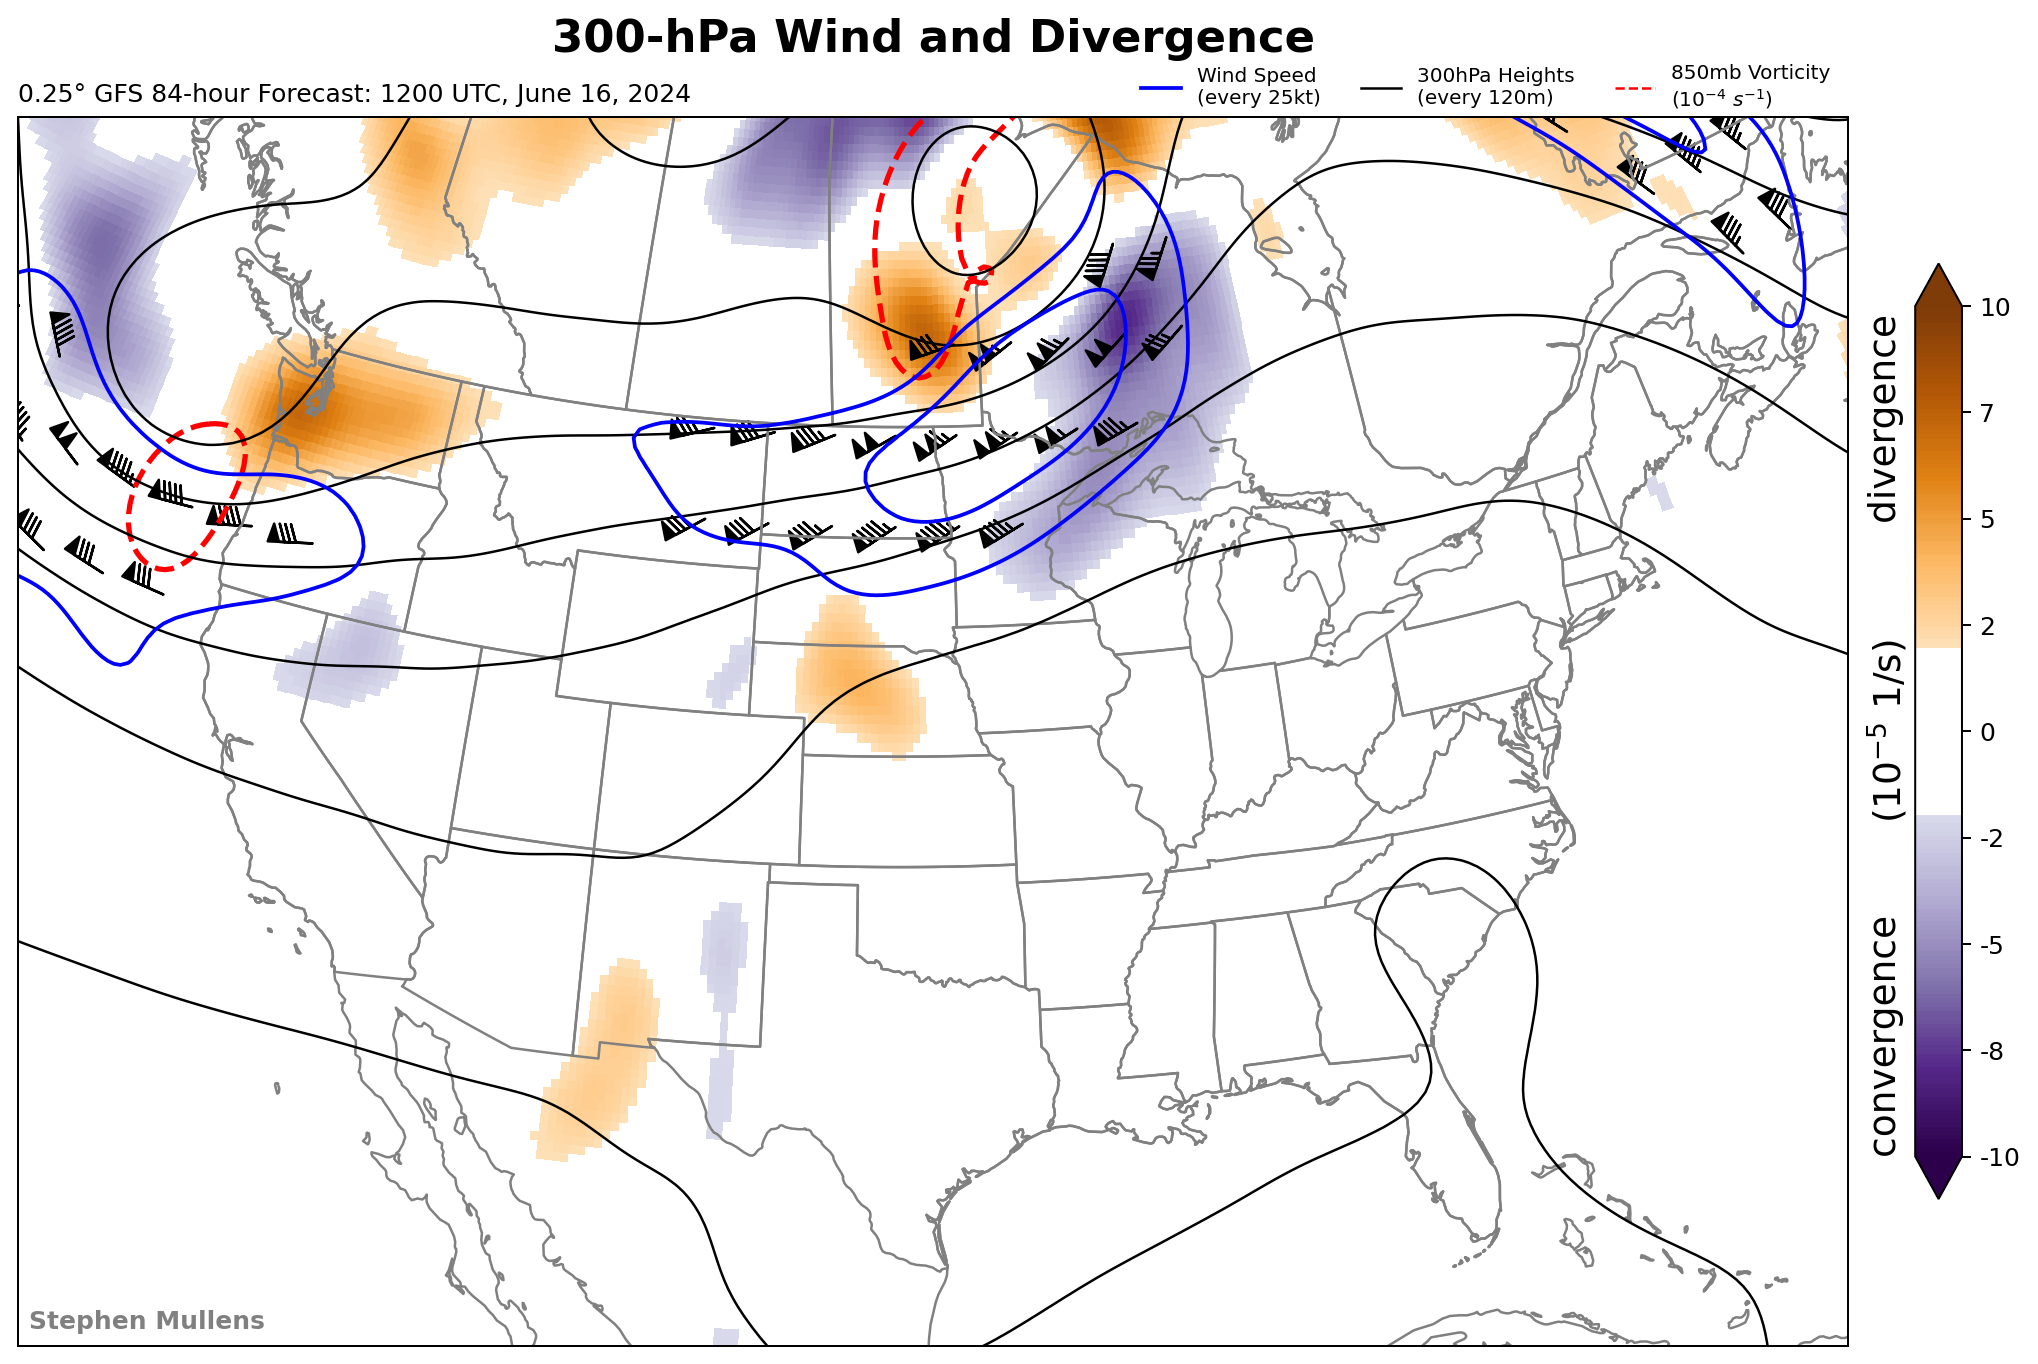 300-hPa Wind and Divergence
0.25° GFS 84-hour Forecast: 1200 UTC, June 16, 2024
Wind Speed
(every 25kt)
300hPa Heights
(every 120m)
850mb Vorticity
(10⁻⁴ s⁻¹)
10
7
5
2
0
-2
-5
-8
-10
convergence (10⁻⁵ 1/s) divergence
Stephen Mullens